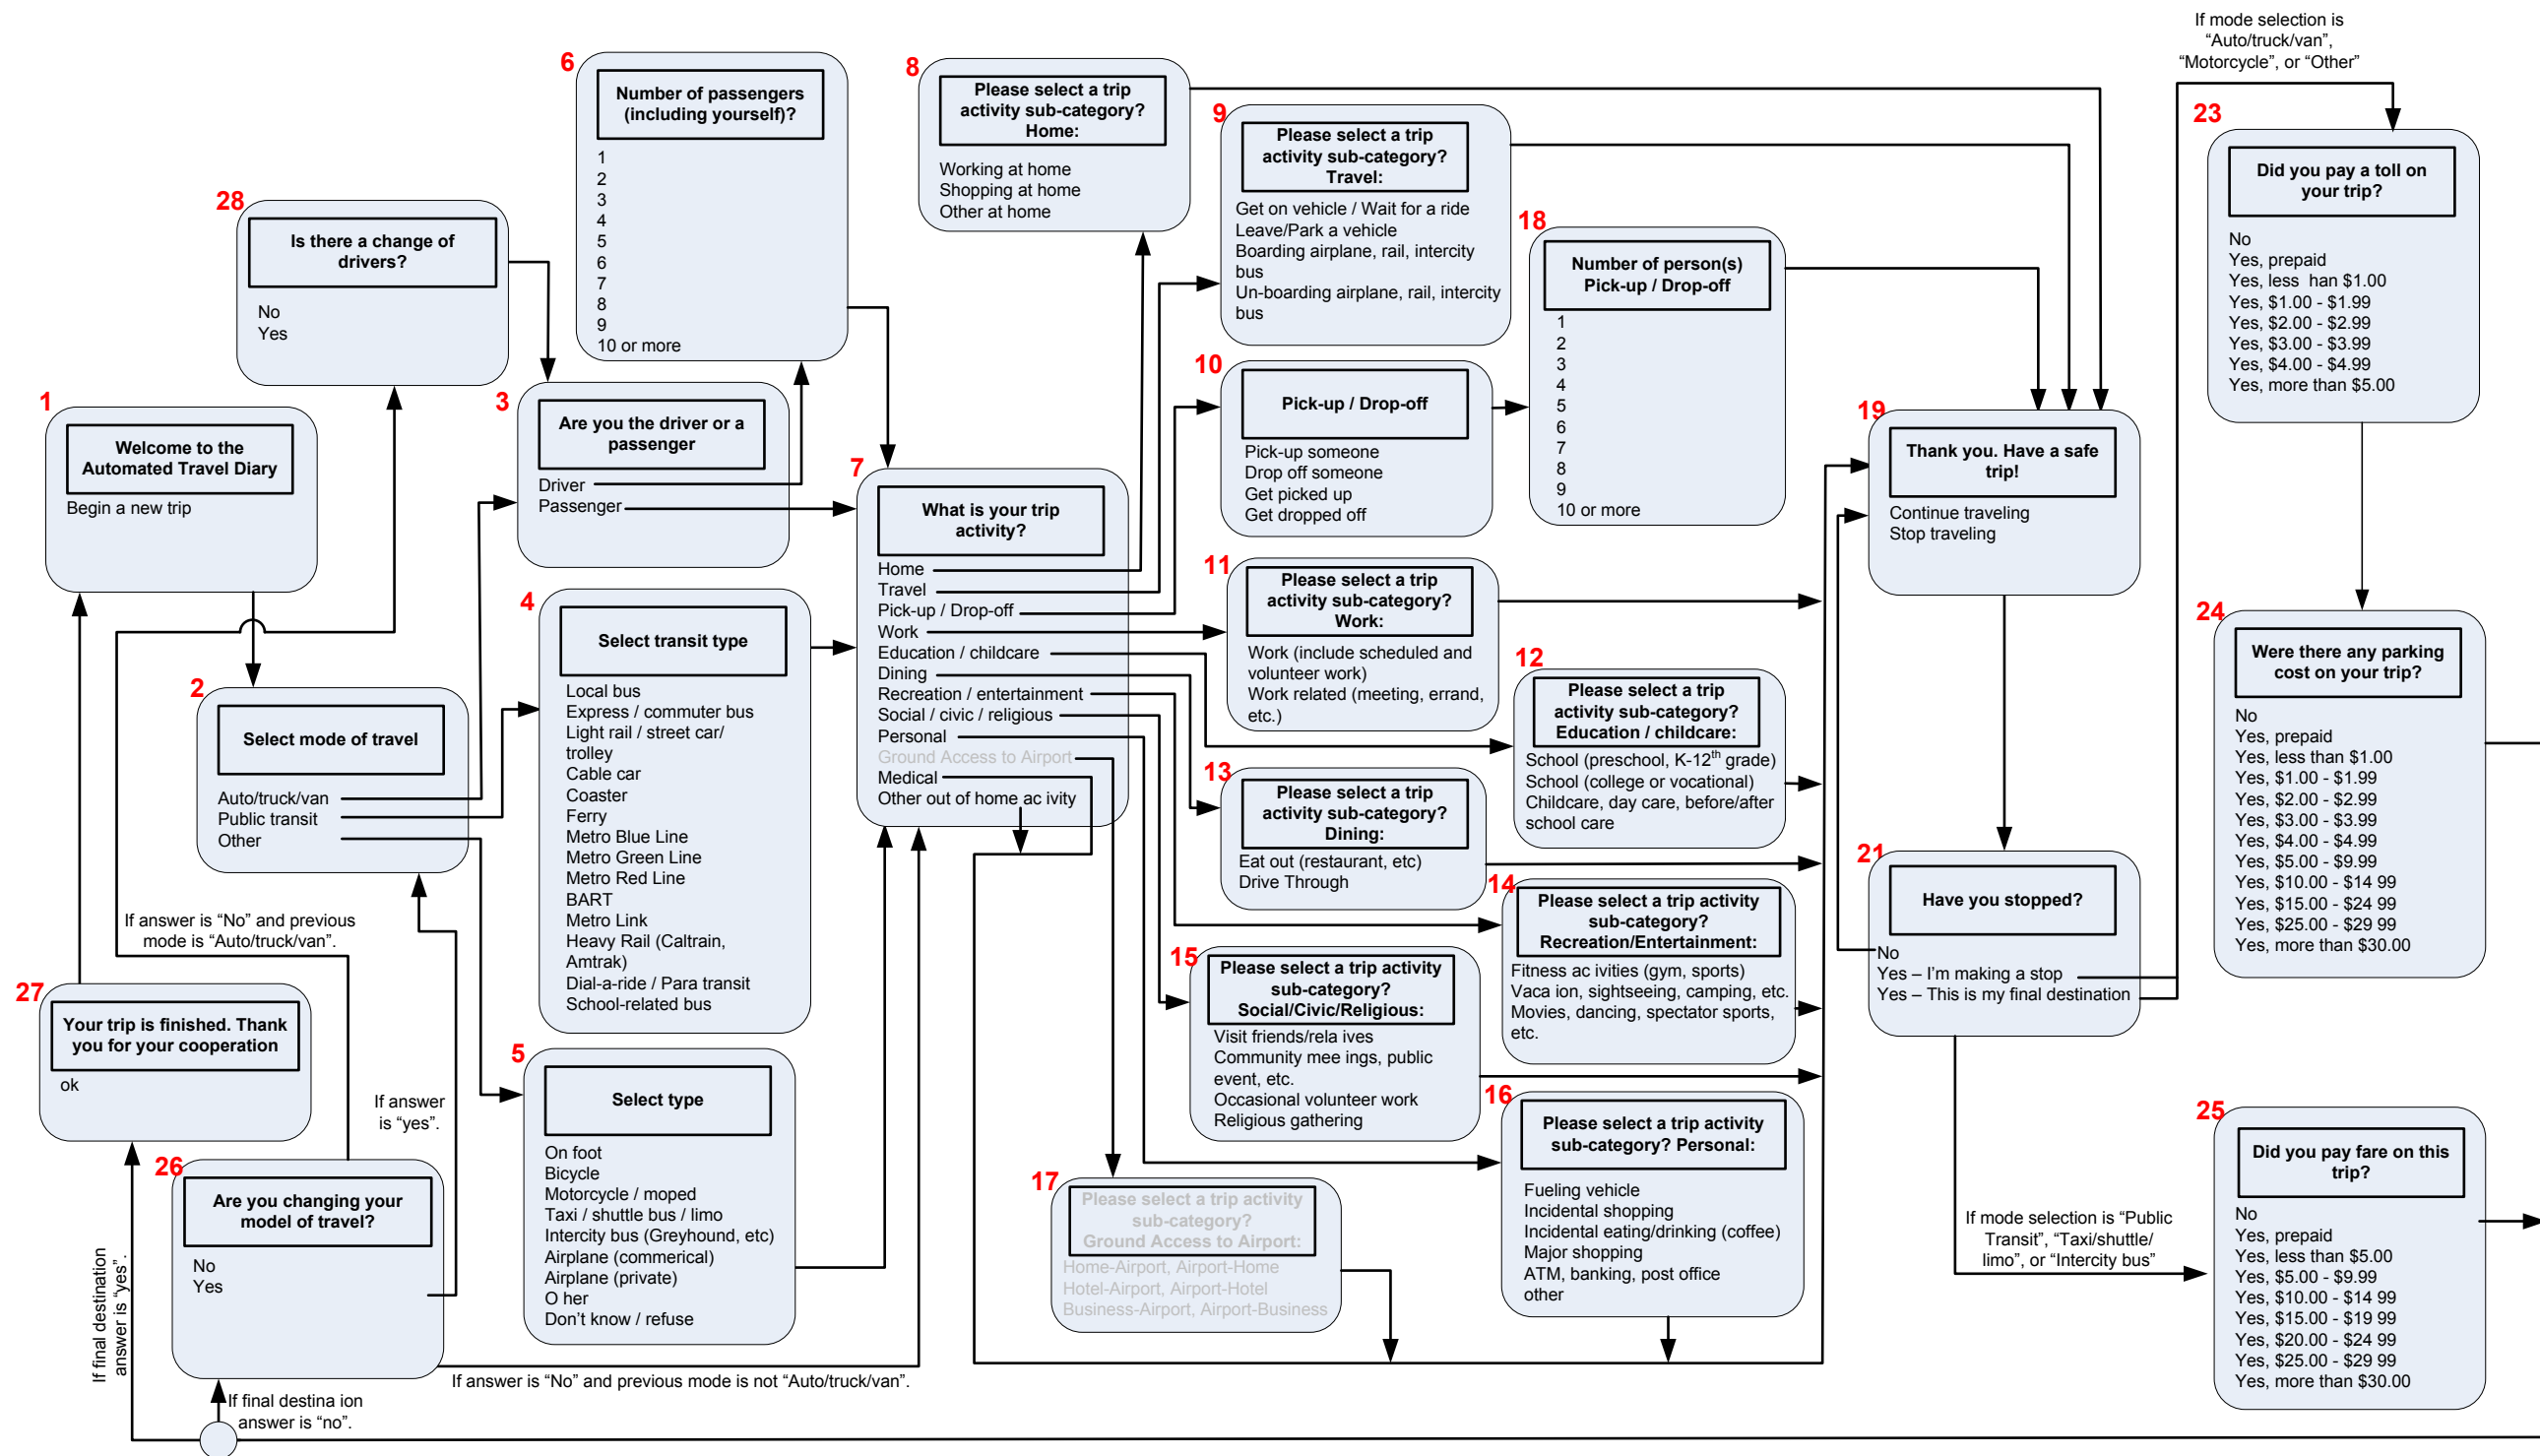 1
Welcome to the
Automated Travel Diary
Begin a new trip
2
Select mode of travel
Auto/truck/van
Public transit
Other
28
Is there a change of
drivers?
No
Yes
3
Are you the driver or a
passenger
Driver
Passenger
4
Select transit type
Local bus
Express / commuter bus
Light rail / street car/
trolley
Cable car
Coaster
Ferry
Metro Blue Line
Metro Green Line
Metro Red Line
BART
Metro Link
Heavy Rail (Caltrain,
Amtrak)
Dial-a-ride / Para transit
School-related bus
5
Select type
On foot
Bicycle
Motorcycle / moped
Taxi / shuttle bus / limo
Intercity bus (Greyhound, etc)
Airplane (commerical)
Airplane (private)
O her
Don't know / refuse
6
Number of passengers
(including yourself)?
1
2
3
4
5
6
7
8
9
10 or more
7
What is your trip
activity?
Home
Travel
Pick-up / Drop-off
Work
Education / childcare
Dining
Recreation / entertainment
Social / civic / religious
Personal
Ground Access to Airport
Medical
Other out of home ac ivity
8
Please select a trip
activity sub-category?
Home:
Working at home
Shopping at home
Other at home
9
Please select a trip
activity sub-category?
Travel:
Get on vehicle / Wait for a ride
Leave/Park a vehicle
Boarding airplane, rail, intercity
bus
Un-boarding airplane, rail, intercity
bus
10
Pick-up / Drop-off
Pick-up someone
Drop off someone
Get picked up
Get dropped off
18
Number of person(s)
Pick-up / Drop-off
1
2
3
4
5
6
7
8
9
10 or more
11
Please select a trip
activity sub-category?
Work:
Work (include scheduled and
volunteer work)
Work related (meeting, errand,
etc.)
12
Please select a trip
activity sub-category?
Education / childcare:
School (preschool, K-12th grade)
School (college or vocational)
Childcare, day care, before/after
school care
13
Please select a trip
activity sub-category?
Dining:
Eat out (restaurant, etc)
Drive Through
14
Please select a trip activity
sub-category?
Recreation/Entertainment:
Fitness ac ivities (gym, sports)
Vaca ion, sightseeing, camping, etc.
Movies, dancing, spectator sports,
etc.
15
Please select a trip activity
sub-category?
Social/Civic/Religious:
Visit friends/rela ives
Community mee ings, public
event, etc.
Occasional volunteer work
Religious gathering
16
Please select a trip activity
sub-category? Personal:
Fueling vehicle
Incidental shopping
Incidental eating/drinking (coffee)
Major shopping
ATM, banking, post office
other
17
Please select a trip activity
sub-category?
Ground Access to Airport:
Home-Airport, Airport-Home
Hotel-Airport, Airport-Hotel
Business-Airport, Airport-Business
19
Thank you. Have a safe
trip!
Continue traveling
Stop traveling
21
Have you stopped?
No
Yes – I'm making a stop
Yes – This is my final destination
If mode selection is
“Auto/truck/van”,
“Motorcycle”, or “Other”
23
Did you pay a toll on
your trip?
No
Yes, prepaid
Yes, less  han $1.00
Yes, $1.00 - $1.99
Yes, $2.00 - $2.99
Yes, $3.00 - $3.99
Yes, $4.00 - $4.99
Yes, more than $5.00
24
Were there any parking
cost on your trip?
No
Yes, prepaid
Yes, less than $1.00
Yes, $1.00 - $1.99
Yes, $2.00 - $2.99
Yes, $3.00 - $3.99
Yes, $4.00 - $4.99
Yes, $5.00 - $9.99
Yes, $10.00 - $14 99
Yes, $15.00 - $24 99
Yes, $25.00 - $29 99
Yes, more than $30.00
If mode selection is “Public
Transit”, “Taxi/shuttle/
limo”, or “Intercity bus”
25
Did you pay fare on this
trip?
No
Yes, prepaid
Yes, less than $5.00
Yes, $5.00 - $9.99
Yes, $10.00 - $14 99
Yes, $15.00 - $19 99
Yes, $20.00 - $24 99
Yes, $25.00 - $29 99
Yes, more than $30.00
If answer is “No” and previous
mode is “Auto/truck/van”.
27
Your trip is finished. Thank
you for your cooperation
ok
If answer
is “yes”.
26
Are you changing your
model of travel?
No
Yes
If final destination
answer is “yes”.
If final destina ion
answer is “no”.
If answer is “No” and previous mode is not “Auto/truck/van”.